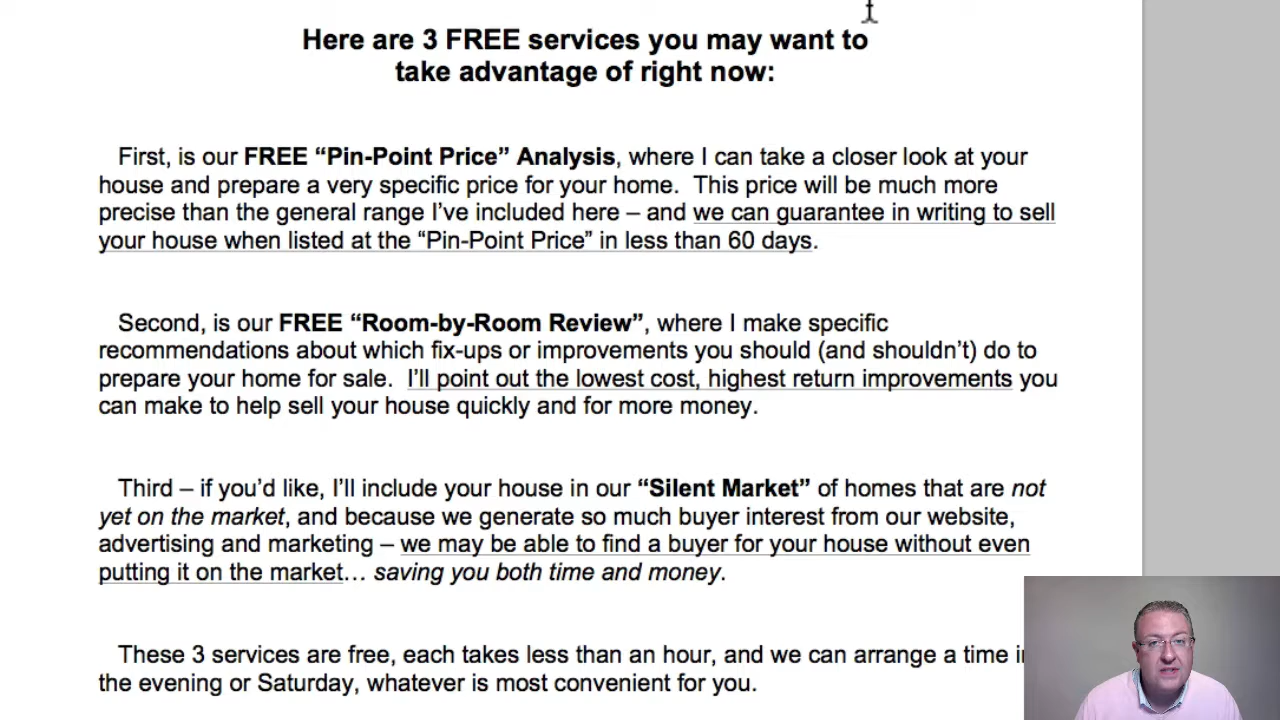 Here are 3 FREE services you may want to
take advantage of right now:
First, is our FREE “Pin-Point Price” Analysis, where I can take a closer look at your
house and prepare a very specific price for your home.  This price will be much more
precise than the general range I’ve included here – and we can guarantee in writing to sell
your house when listed at the “Pin-Point Price” in less than 60 days.
Second, is our FREE “Room-by-Room Review”, where I make specific
recommendations about which fix-ups or improvements you should (and shouldn’t) do to
prepare your home for sale.  I’ll point out the lowest cost, highest return improvements you
can make to help sell your house quickly and for more money.
Third – if you’d like, I’ll include your house in our “Silent Market” of homes that are not
yet on the market, and because we generate so much buyer interest from our website,
advertising and marketing – we may be able to find a buyer for your house without even
putting it on the market… saving you both time and money.
These 3 services are free, each takes less than an hour, and we can arrange a time
the evening or Saturday, whatever is most convenient for you.